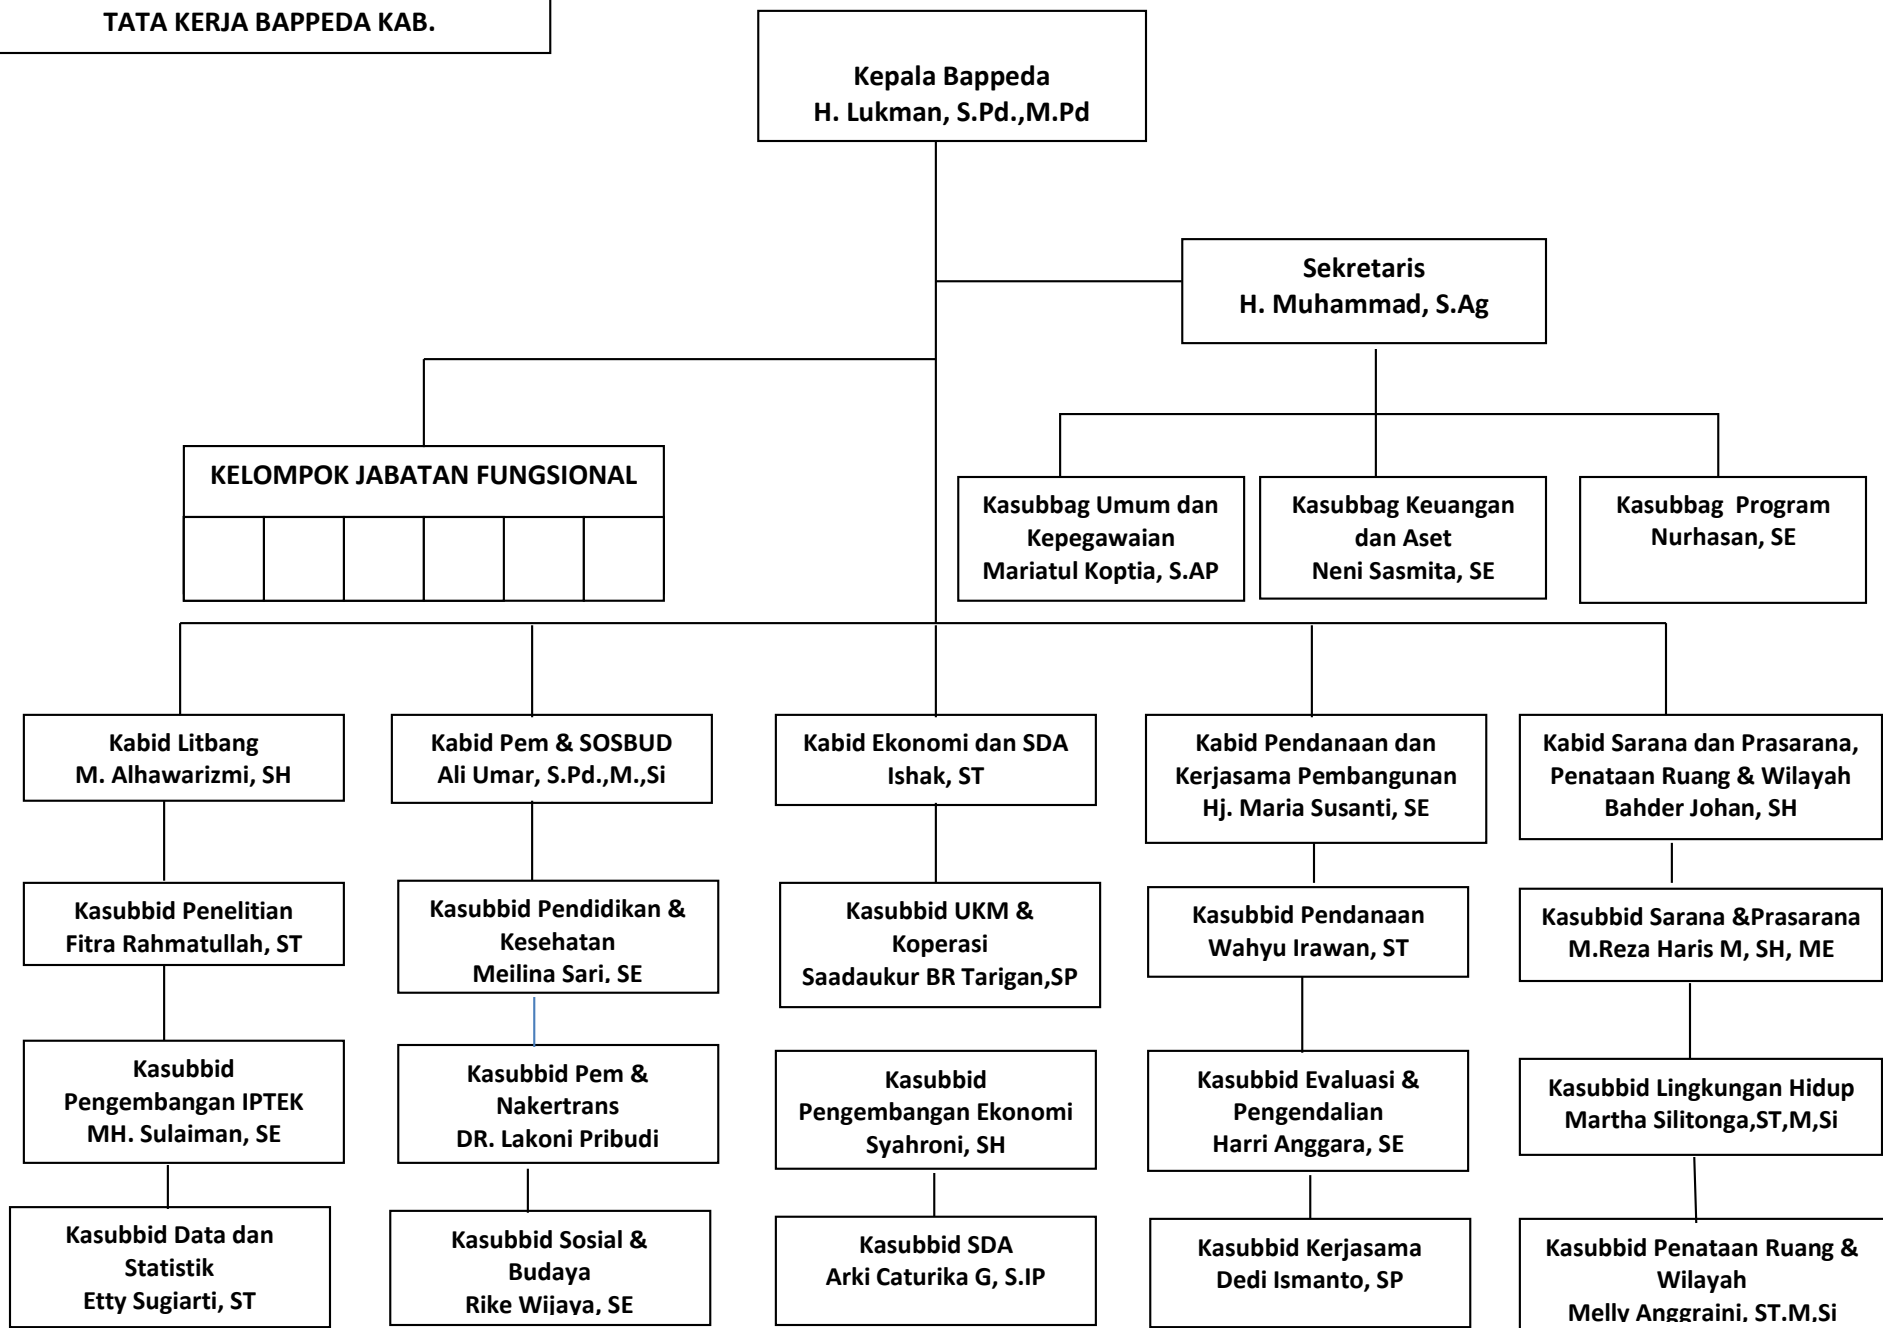 TATA KERJA BAPPEDA KAB.
Kepala Bappeda
H. Lukman, S.Pd.,M.Pd
Sekretaris
H. Muhammad, S.Ag
KELOMPOK JABATAN FUNGSIONAL
Kasubbag Umum dan
Kepegawaian
Mariatul Koptia, S.AP
Kasubbag Keuangan
dan Aset
Neni Sasmita, SE
Kasubbag  Program
Nurhasan, SE
Kabid Litbang
M. Alhawarizmi, SH
Kabid Pem & SOSBUD
Ali Umar, S.Pd.,M.,Si
Kabid Ekonomi dan SDA
Ishak, ST
Kabid Pendanaan dan
Kerjasama Pembangunan
Hj. Maria Susanti, SE
Kabid Sarana dan Prasarana,
Penataan Ruang & Wilayah
Bahder Johan, SH
Kasubbid Penelitian
Fitra Rahmatullah, ST
Kasubbid Pendidikan &
Kesehatan
Meilina Sari, SE
Kasubbid UKM &
Koperasi
Saadaukur BR Tarigan,SP
Kasubbid Pendanaan
Wahyu Irawan, ST
Kasubbid Sarana &Prasarana
M.Reza Haris M, SH, ME
Kasubbid
Pengembangan IPTEK
MH. Sulaiman, SE
Kasubbid Pem &
Nakertrans
DR. Lakoni Pribudi
Kasubbid
Pengembangan Ekonomi
Syahroni, SH
Kasubbid Evaluasi &
Pengendalian
Harri Anggara, SE
Kasubbid Lingkungan Hidup
Martha Silitonga,ST,M,Si
Kasubbid Data dan
Statistik
Etty Sugiarti, ST
Kasubbid Sosial &
Budaya
Rike Wijaya, SE
Kasubbid SDA
Arki Caturika G, S.IP
Kasubbid Kerjasama
Dedi Ismanto, SP
Kasubbid Penataan Ruang &
Wilayah
Melly Anggraini, ST.M,Si